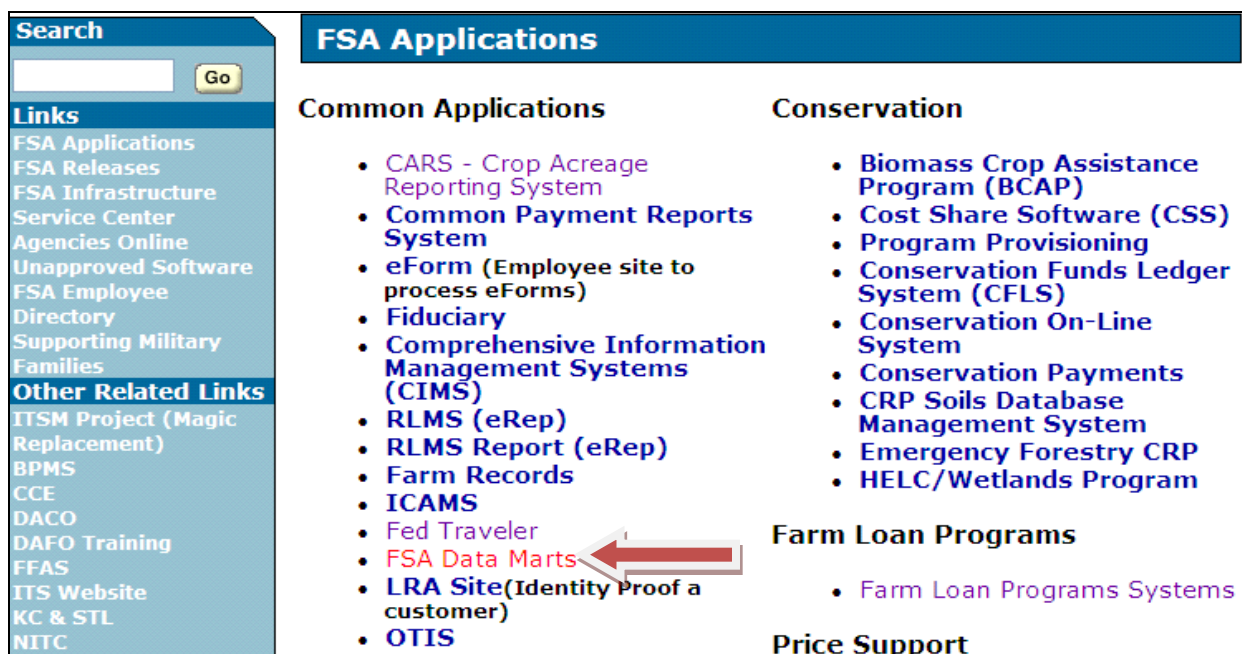 Search
Go
Links
FSA Applications
FSA Releases
FSA Infrastructure
Service Center
Agencies Online
Unapproved Software
FSA Employee
Directory
Supporting Military
Families
Other Related Links
ITSM Project (Magic
Replacement)
BPMS
CCE
DACO
DAFO Training
FFAS
ITS Website
KC & STL
NITC
FSA Applications
Common Applications
• CARS - Crop Acreage
Reporting System
• Common Payment Reports
System
• eForm (Employee site to
process eForms)
• Fiduciary
• Comprehensive Information
Management Systems
(CIMS)
• RLMS (eRep)
• RLMS Report (eRep)
• Farm Records
• ICAMS
• Fed Traveler
• FSA Data Marts
• LRA Site(Identity Proof a
customer)
• OTIS
Conservation
• Biomass Crop Assistance
Program (BCAP)
• Cost Share Software (CSS)
• Program Provisioning
• Conservation Funds Ledger
System (CFLS)
• Conservation On-Line
System
• Conservation Payments
• CRP Soils Database
Management System
• Emergency Forestry CRP
• HELC/Wetlands Program
Farm Loan Programs
• Farm Loan Programs Systems
Price Support